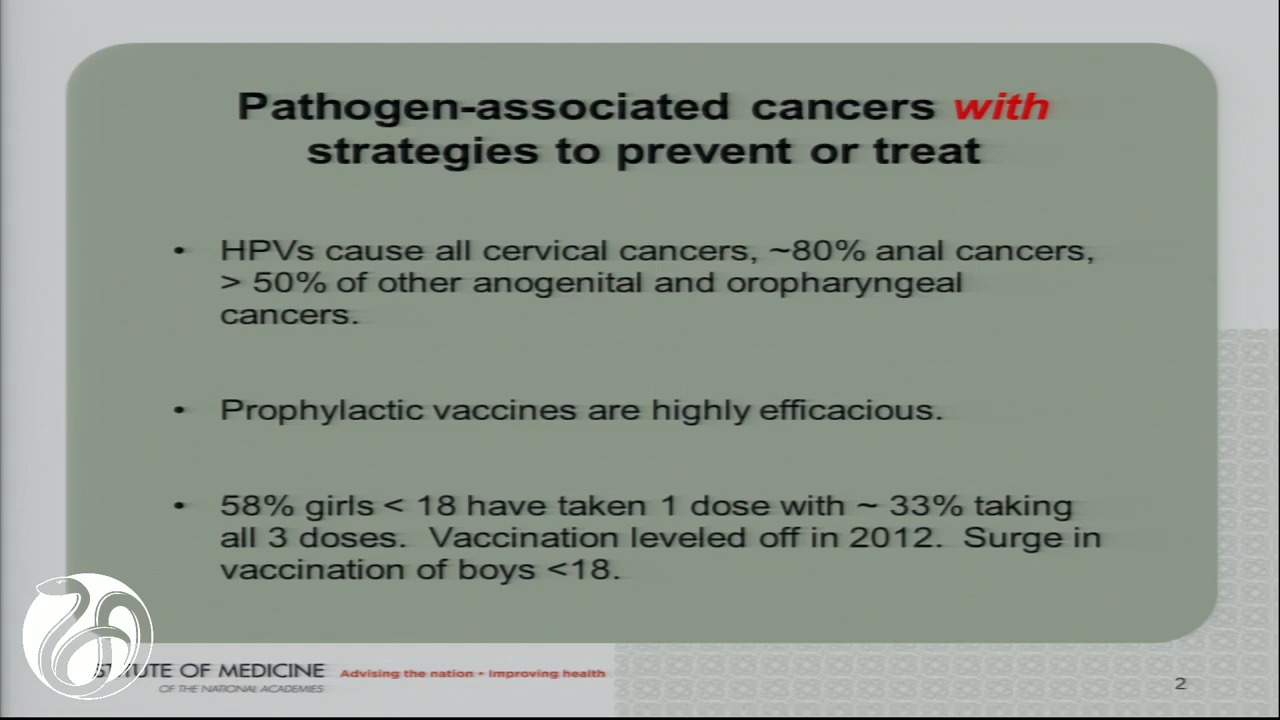 Pathogen-associated cancers with
strategies to prevent or treat
• HPVs cause all cervical cancers, ~80% anal cancers,
> 50% of other anogenital and oropharyngeal
cancers.
• Prophylactic vaccines are highly efficacious.
• 58% girls < 18 have taken 1 dose with ~ 33% taking
all 3 doses. Vaccination leveled off in 2012. Surge in
vaccination of boys <18.
STITUTE OF MEDICINE Advising the nation • Improving health
OF THE NATIONAL ACADEMIES
2